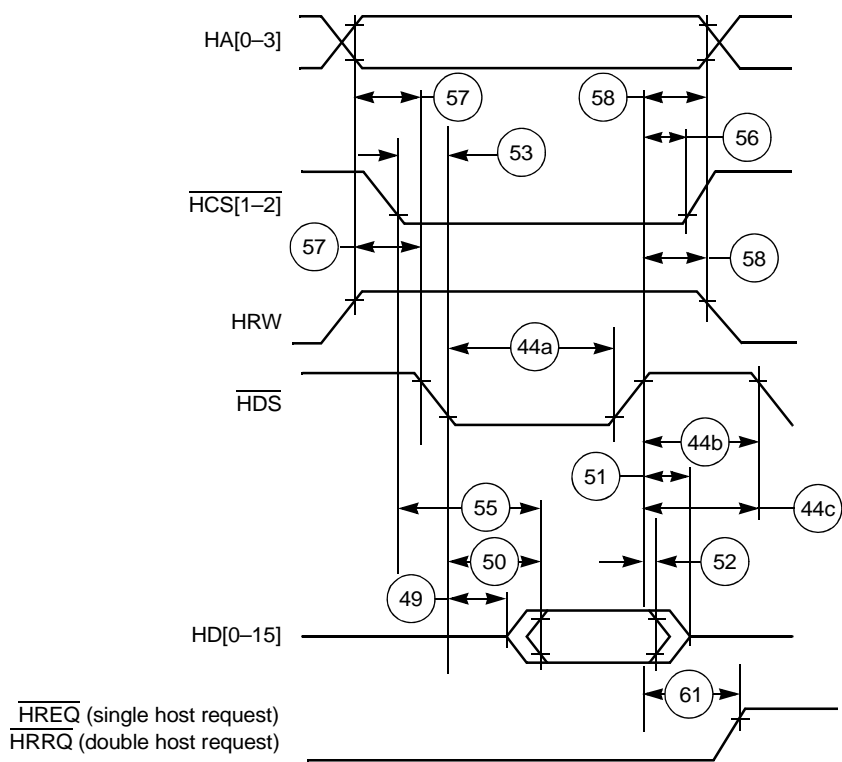 HA[0–3]
57
58
56
53
HCS[1–2]
57
58
HRW
44a
HDS
44b
51
55
44c
50
52
49
HD[0–15]
61
HREQ (single host request)
HRRQ (double host request)